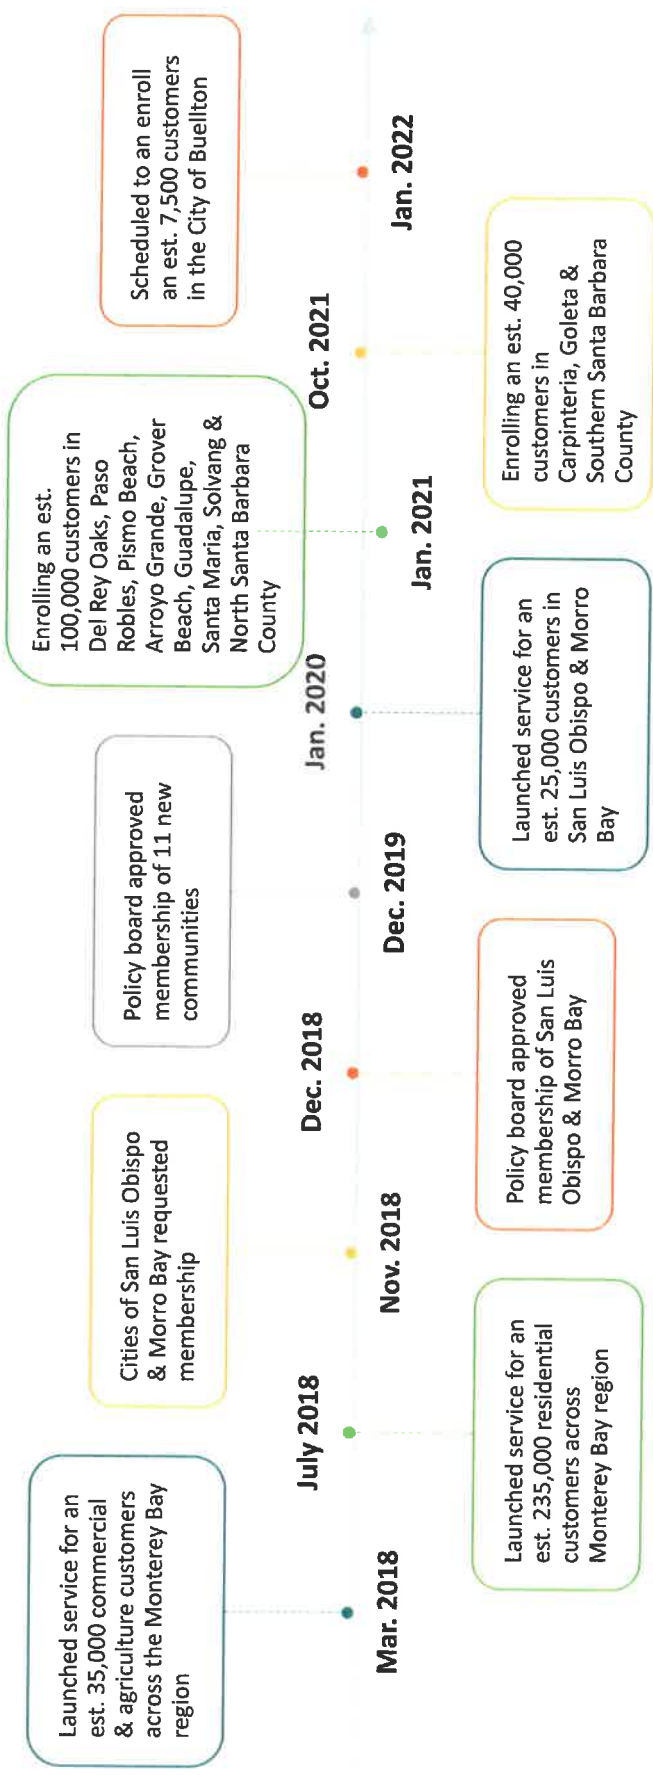 Launched service for an
est. 35,000 commercial
& agriculture customers
across the Monterey Bay
region
Mar. 2018
July 2018
Launched service for an
est. 235,000 residential
customers across
Monterey Bay region
Cities of San Luis Obispo
& Morro Bay requested
membership
Nov. 2018
Dec. 2018
Policy board approved
membership of San Luis
Obispo & Morro Bay
Policy board approved
membership of 11 new
communities
Dec. 2019
Jan. 2020
Launched service for an
est. 25,000 customers in
San Luis Obispo & Morro
Bay
Enrolling an est.
100,000 customers in
Del Rey Oaks, Paso
Robles, Pismo Beach,
Arroyo Grande, Grover
Beach, Guadalupe,
Santa Maria, Solvang &
North Santa Barbara
County
Jan. 2021
Oct. 2021
Enrolling an est. 40,000
customers in
Carpinteria, Goleta &
Southern Santa Barbara
County
Scheduled to an enroll
an est. 7,500 customers
in the City of Buellton
Jan. 2022